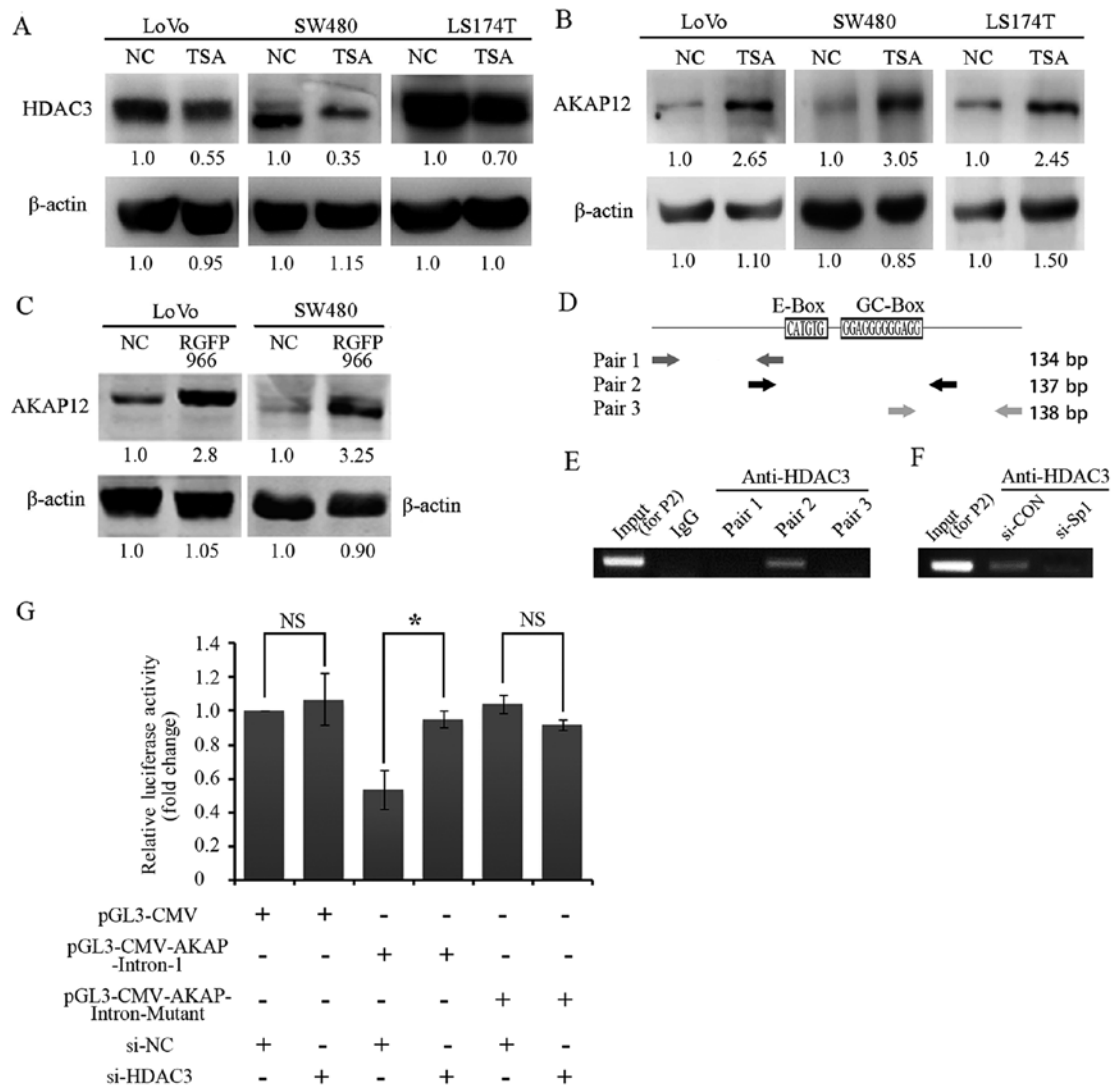 A
LoVo SW480 LS174T
NC TSA NC TSA NC TSA
HDAC3
1.0 0.55 1.0 0.35 1.0 0.70
β-actin
1.0 0.95 1.0 1.15 1.0 1.0
B
LoVo SW480 LS174T
NC TSA NC TSA NC TSA
AKAP12
1.0 2.65 1.0 3.05 1.0 2.45
β-actin
1.0 1.10 1.0 0.85 1.0 1.50
C
LoVo SW480
NC RGFP 966 NC RGFP 966
AKAP12
1.0 2.8 1.0 3.25
β-actin β-actin
1.0 1.05 1.0 0.90
D
E-Box GC-Box
CATGTG GGAGGGGGGAGG
Pair 1 134 bp
Pair 2 137 bp
Pair 3 138 bp
E
Anti-HDAC3
Input (for P2) IgG Pair 1 Pair 2 Pair 3
F
Anti-HDAC3
Input (for P2) si-CON si-Sp1
G
NS * NS
Relative luciferase activity
(fold change)
1.4
1.2
1.0
0.8
0.6
0.4
0.2
0
pGL3-CMV + + - - - -
pGL3-CMV-AKAP
-Intron-1 - - + + - -
pGL3-CMV-AKAP-
Intron-Mutant - - - - + +
si-NC + - + - + -
si-HDAC3 - + - + - +